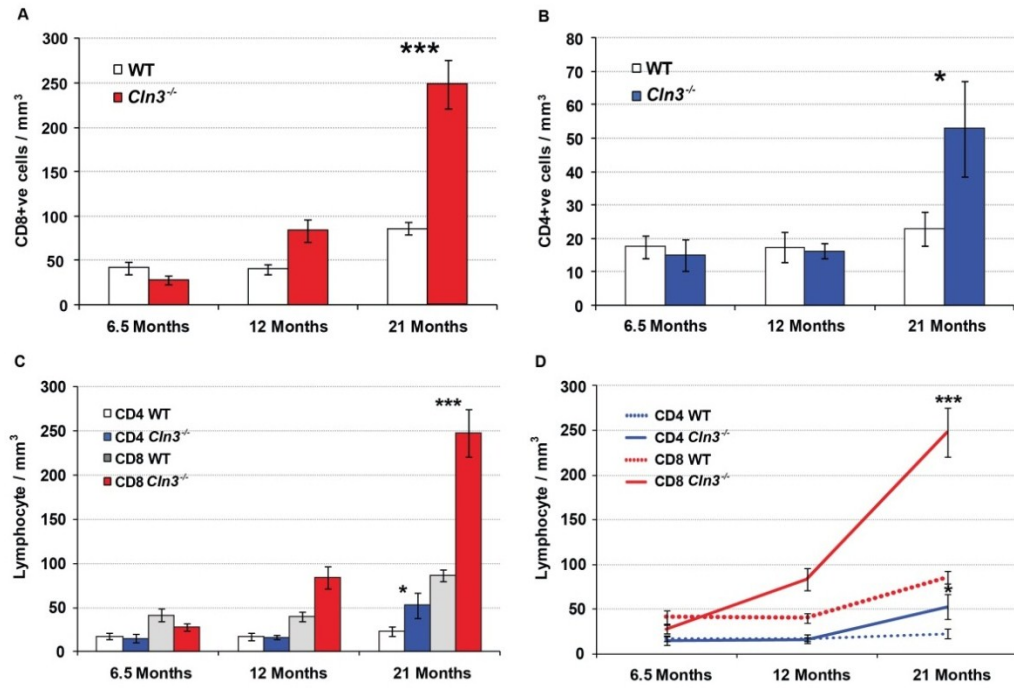 A
CD8+ve cells / mm³
300
250
200
150
100
50
0
WT
Cln3⁻/⁻
***
6.5 Months
12 Months
21 Months
B
CD4+ve cells / mm³
80
70
60
50
40
30
20
10
0
WT
Cln3⁻/⁻
*
6.5 Months
12 Months
21 Months
C
Lymphocyte / mm³
300
250
200
150
100
50
0
CD4 WT
CD4 Cln3⁻/⁻
CD8 WT
CD8 Cln3⁻/⁻
*
***
6.5 Months
12 Months
21 Months
D
Lymphocyte / mm³
300
250
200
150
100
50
0
CD4 WT
CD4 Cln3⁻/⁻
CD8 WT
CD8 Cln3⁻/⁻
***
*
6.5 Months
12 Months
21 Months